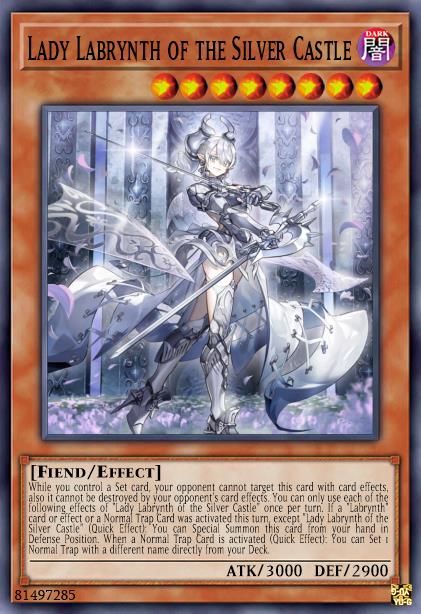 LADY LABRYNTH OF THE SILVER CASTLE
DARK
闇
[FIEND/EFFECT]
While you control a Set card, your opponent cannot target this card with card effects,
also it cannot be destroyed by your opponent's card effects. You can only use each of the
following effects of "Lady Labrynth of the Silver Castle" once per turn. If a "Labrynth"
card or effect or a Normal Trap Card was activated this turn, except "Lady Labrynth of the
Silver Castle" (Quick Effect): You can Special Summon this card from your hand in
Defense Position. When a Normal Trap Card is activated (Quick Effect): You can Set 1
Normal Trap with a different name directly from your Deck.
ATK/3000 DEF/2900
81497285